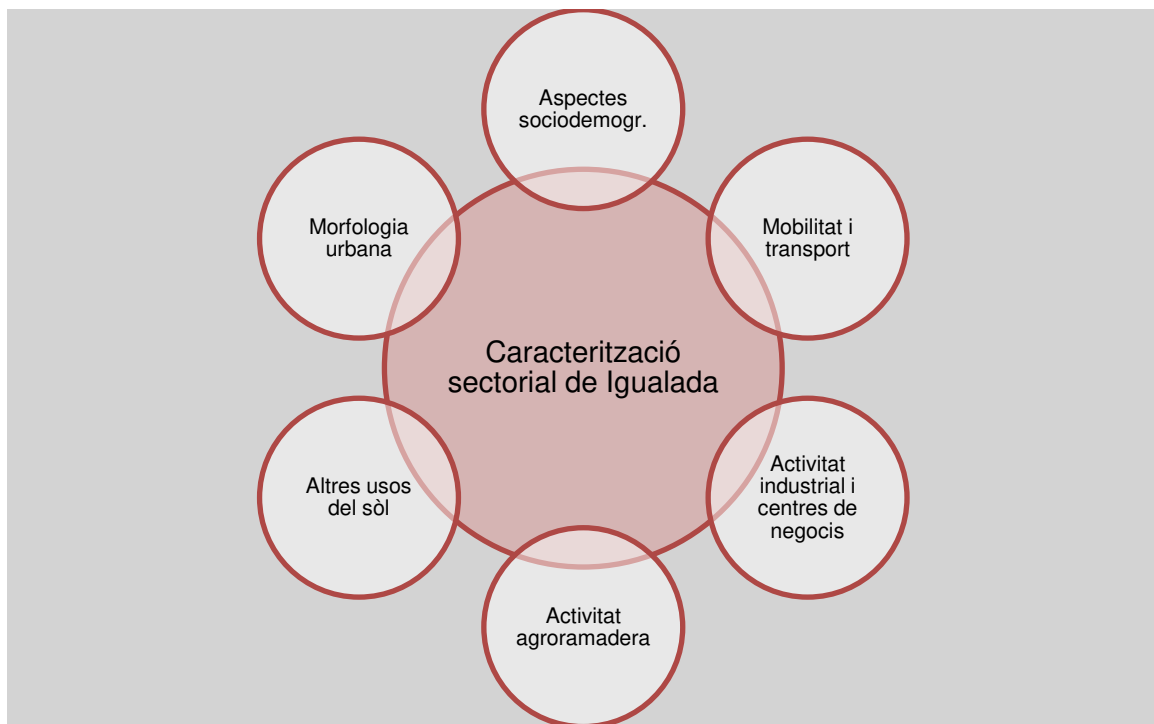 Aspectes
sociodemogr.
Morfologia
urbana
Mobilitat i
transport
Caracterització
sectorial de Igualada
Altres usos
del sòl
Activitat
industrial i
centres de
negocis
Activitat
agroramadera